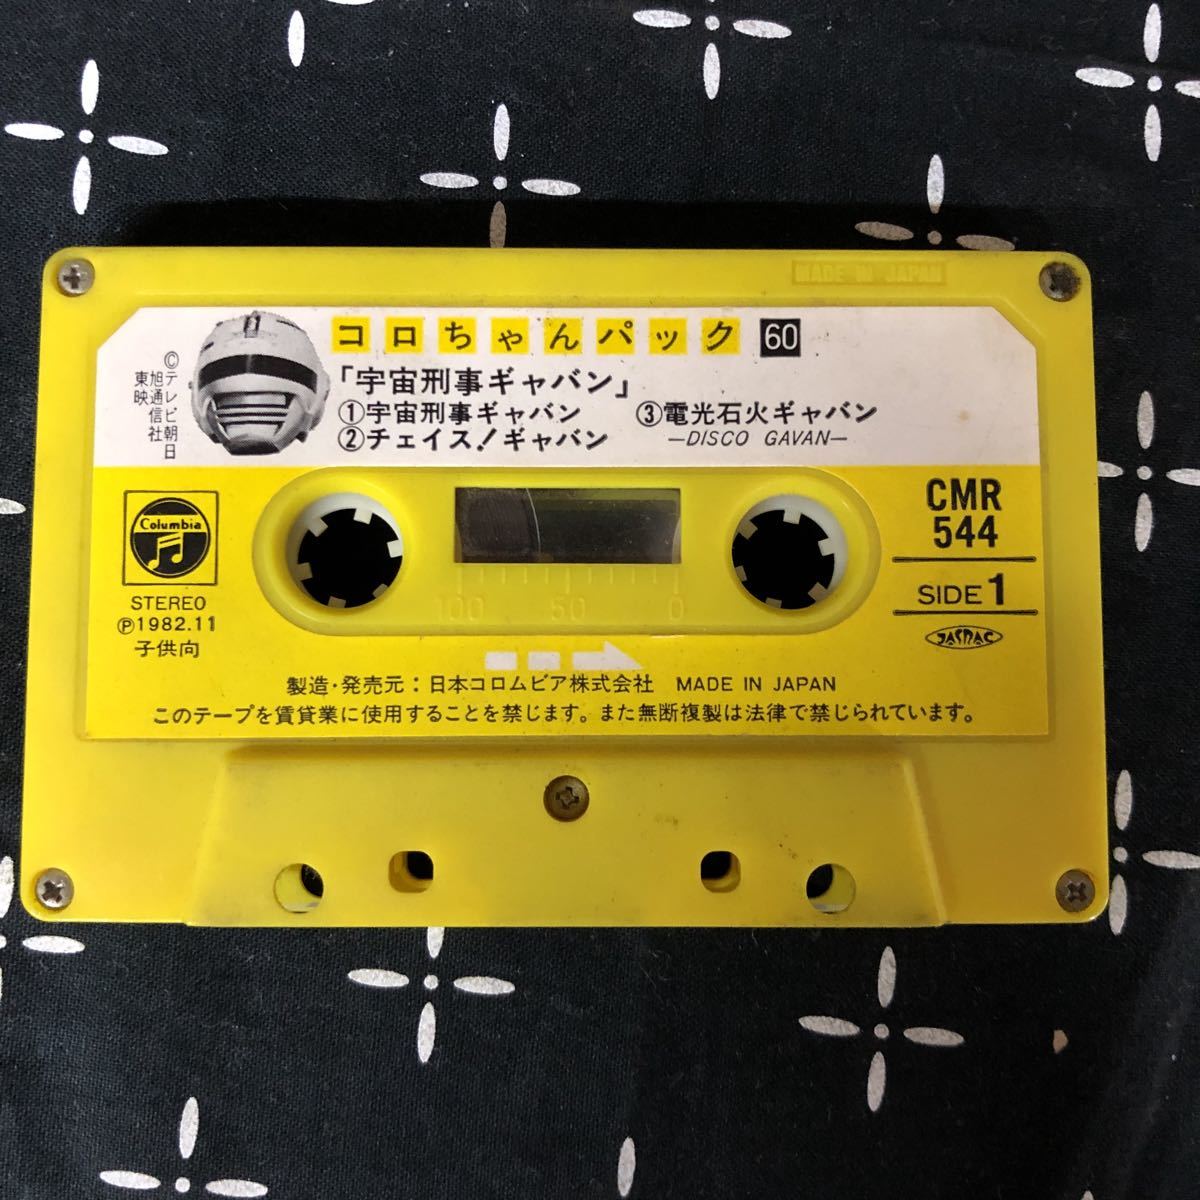 MADE IN JAPAN
コロちゃんパック 60
「宇宙刑事ギャバン」
①宇宙刑事ギャバン
②チェイス!ギャバン
③電光石火ギャバン
—DISCO GAVAN—
©テレビ朝日
旭通信社
東映
Columbia
STEREO
Ⓟ1982.11
子供向
CMR
544
SIDE 1
JASRAC
100 50 0
製造・発売元:日本コロムビア株式会社 MADE IN JAPAN
このテープを賃貸業に使用することを禁じます。また無断複製は法律で禁じられています。